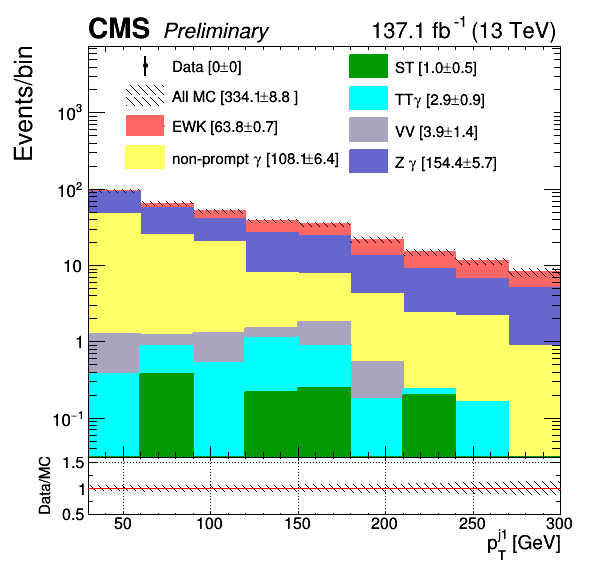 CMS Preliminary 137.1 fb⁻¹ (13 TeV)
Events/bin
Data [0±0]
All MC [334.1±8.8 ]
EWK [63.8±0.7]
non-prompt γ [108.1±6.4]
ST [1.0±0.5]
TTγ [2.9±0.9]
VV [3.9±1.4]
Z γ [154.4±5.7]
10³
10²
10
1
10⁻¹
Data/MC
1.5
1
0.5
50 100 150 200 250 300
p_T^j1 [GeV]